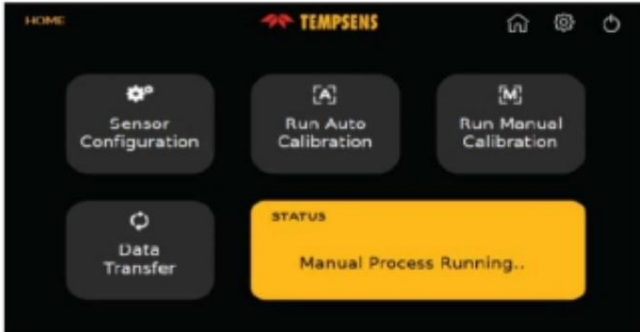 HOME
TEMPSENS
Sensor
Configuration
[A]
Run Auto
Calibration
[M]
Run Manual
Calibration
Data
Transfer
STATUS
Manual Process Running..